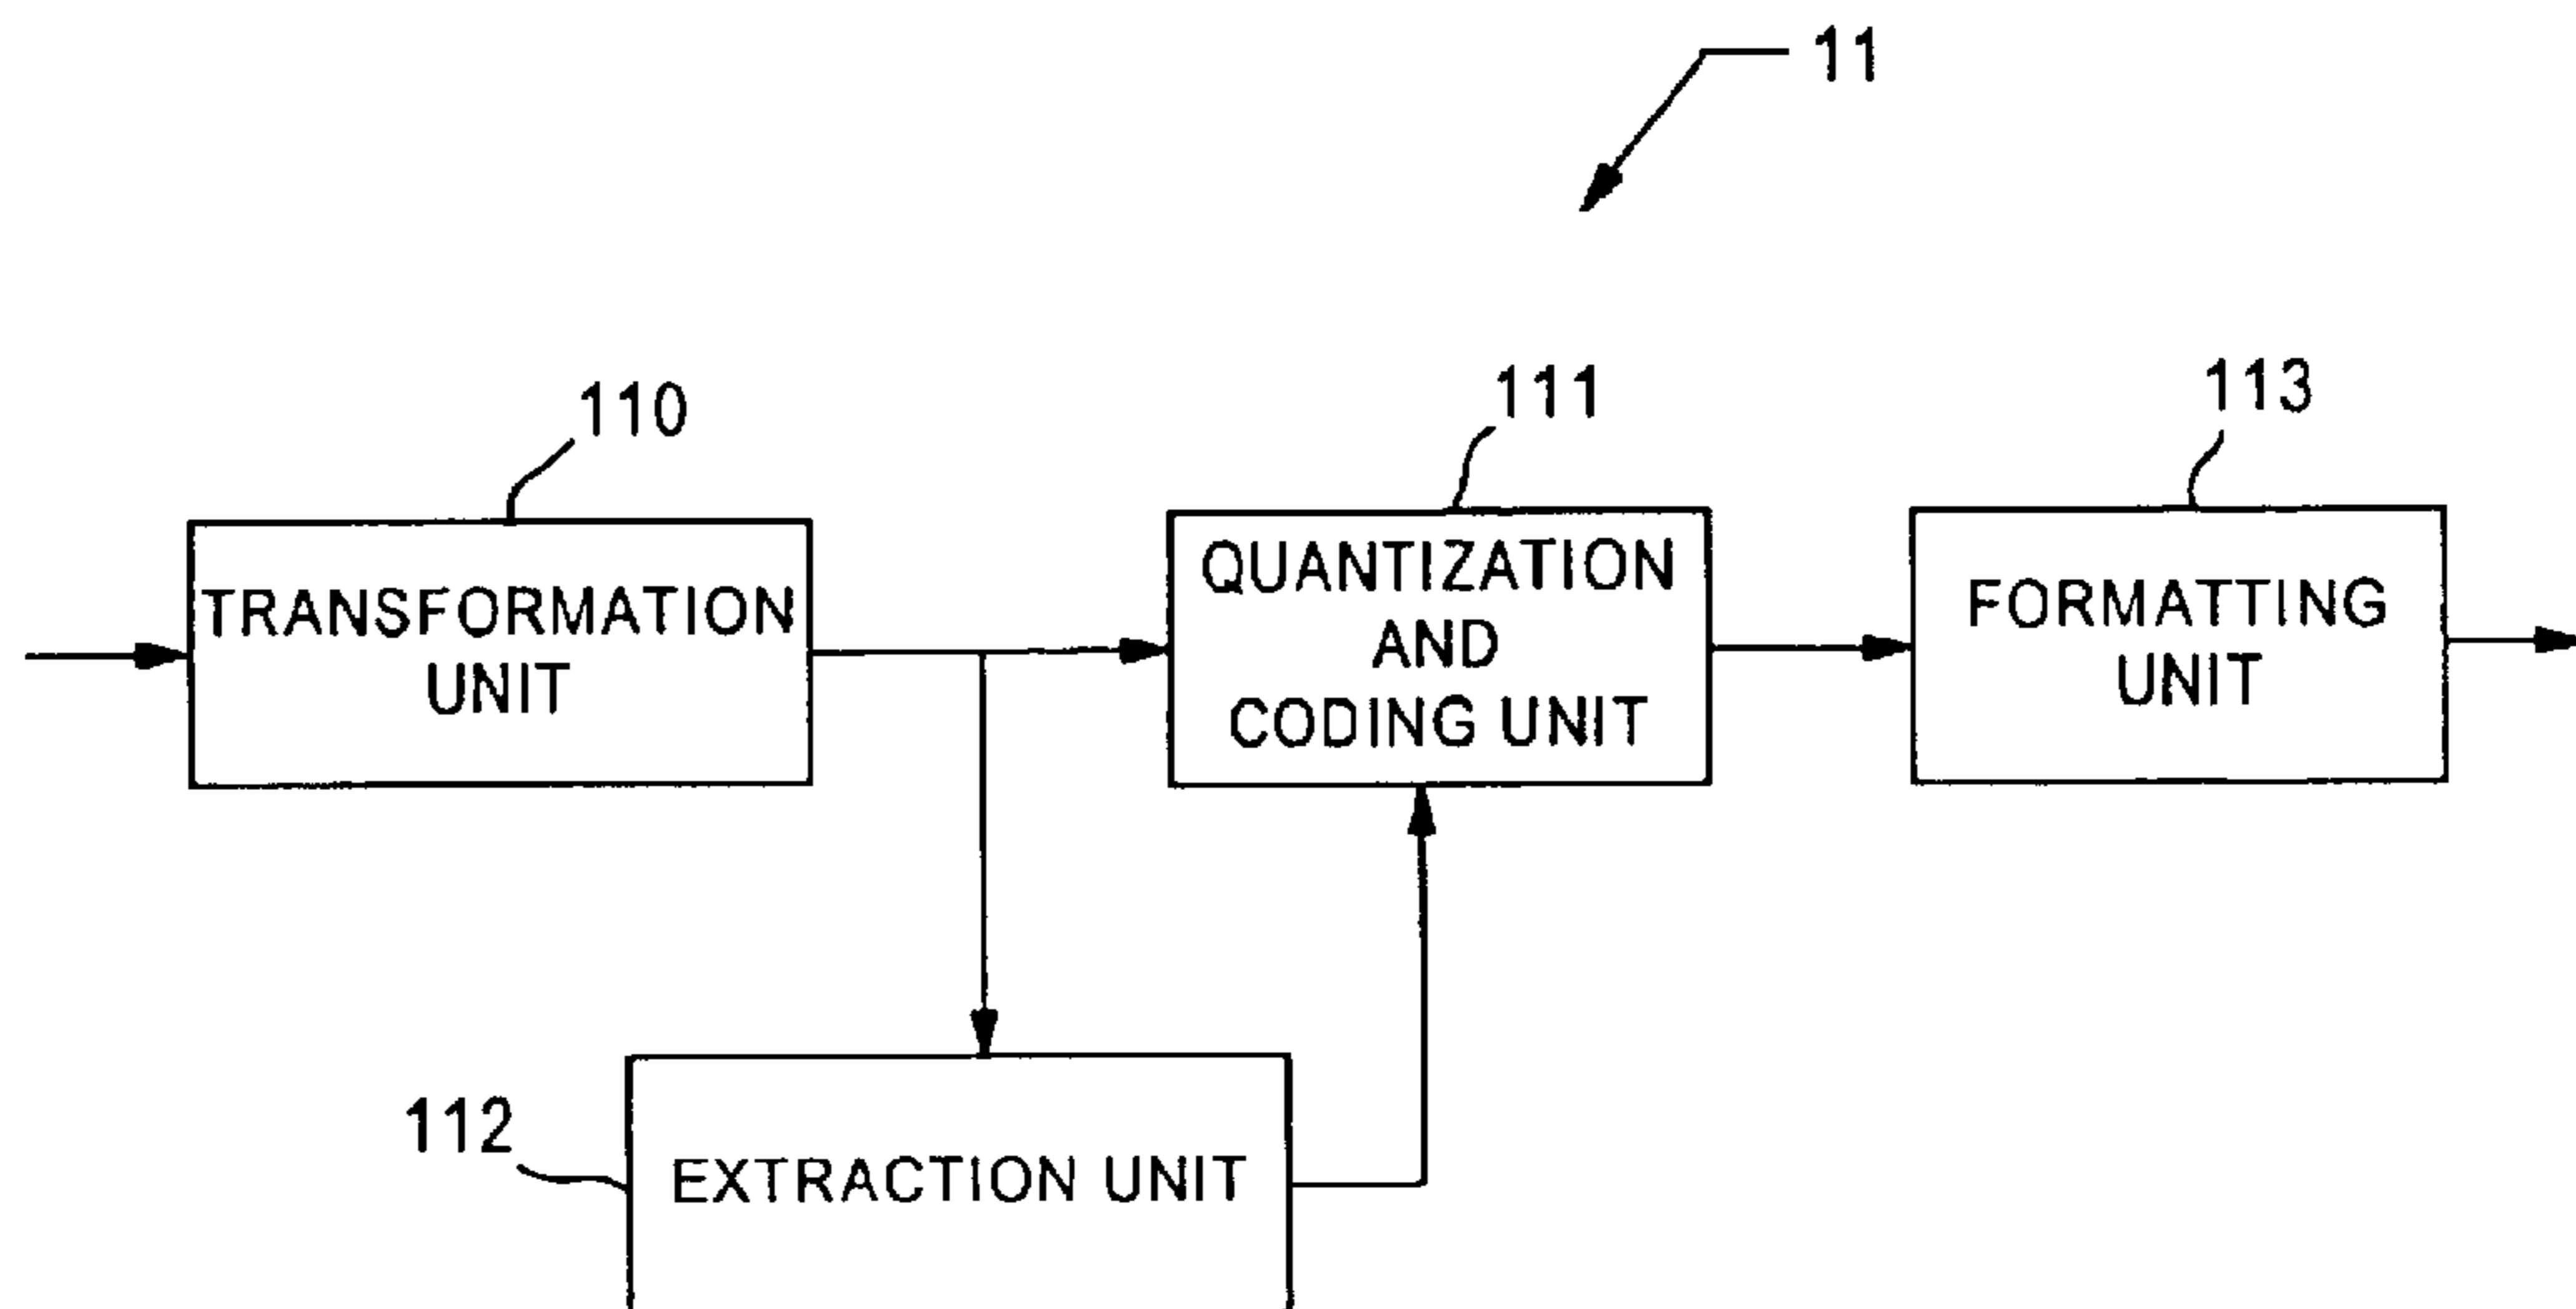 11
110
111
113
TRANSFORMATION
UNIT
QUANTIZATION
AND
CODING UNIT
FORMATTING
UNIT
112
EXTRACTION UNIT